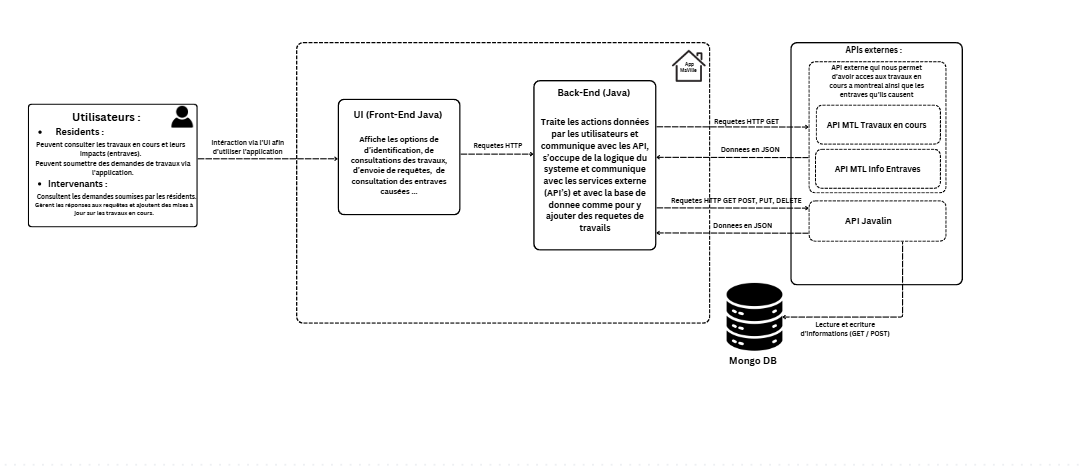 Utilisateurs :
Residents :
Peuvent consulter les travaux en cours et leurs
impacts (entraves).
Peuvent soumettre des demandes de travaux via
l'application.
Intervenants :
Consultent les demandes soumises par les résidents.
Gèrent les réponses aux requêtes et ajoutent des mises à
jour sur les travaux en cours.
Intéraction via l'UI afin
d'utiliser l'application
UI (Front-End Java)
Affiche les options de
d'identification, de
consultations des travaux,
d'envoie de requêtes, de
consultation des entraves
causées ...
Requetes HTTP
App
MaVille
Back-End (Java)
Traite les actions données
par les utilisateurs et
communique avec les API,
s'occupe de la logique du
systeme et communique
avec les services externe
(API's) et avec la base de
donnee comme pour y
ajouter des requetes de
travails
Requetes HTTP GET
Donnees en JSON
Requetes HTTP GET POST, PUT, DELETE
Donnees en JSON
APIs externes :
API externe qui nous permet
d'avoir acces aux travaux en
cours a montreal ainsi que les
entraves qu'ils causent
API MTL Travaux en cours
API MTL Info Entraves
API Javalin
Lecture et ecriture
d'informations (GET / POST)
Mongo DB